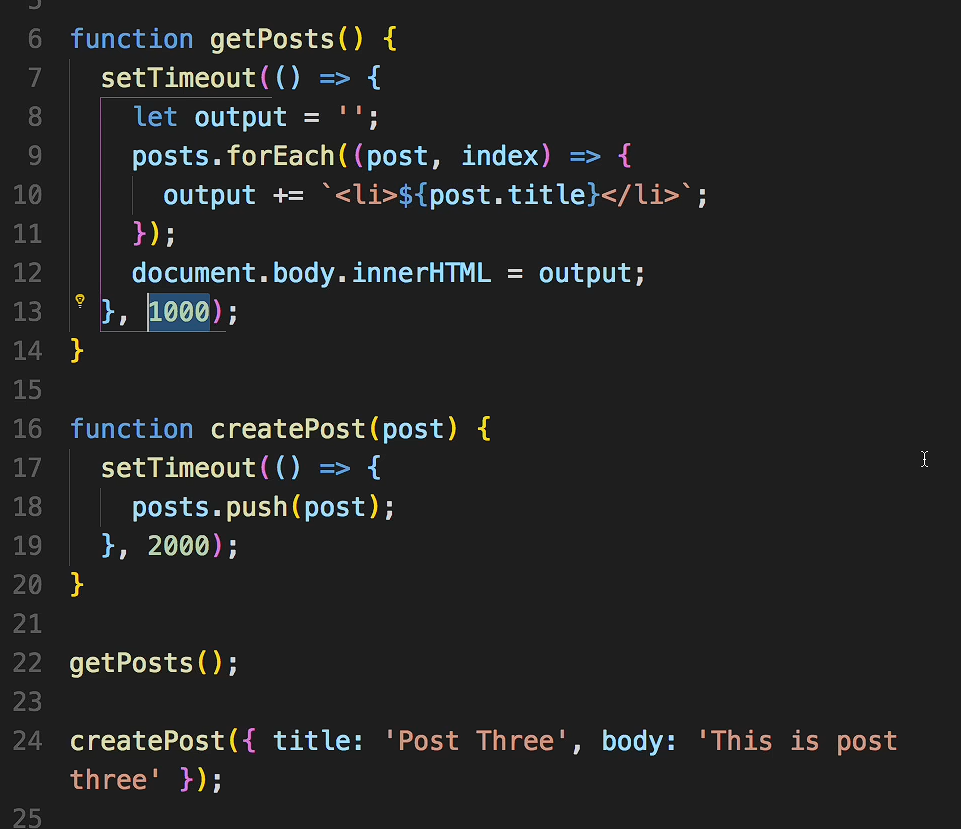 5
6 function getPosts() {
7 setTimeout(() => {
8 let output = '';
9 posts.forEach((post, index) => {
10 output += `<li>${post.title}</li>`;
11 });
12 document.body.innerHTML = output;
13 }, 1000);
14 }
15
16 function createPost(post) {
17 setTimeout(() => {
18 posts.push(post);
19 }, 2000);
20 }
21
22 getPosts();
23
24 createPost({ title: 'Post Three', body: 'This is post
three' });
25